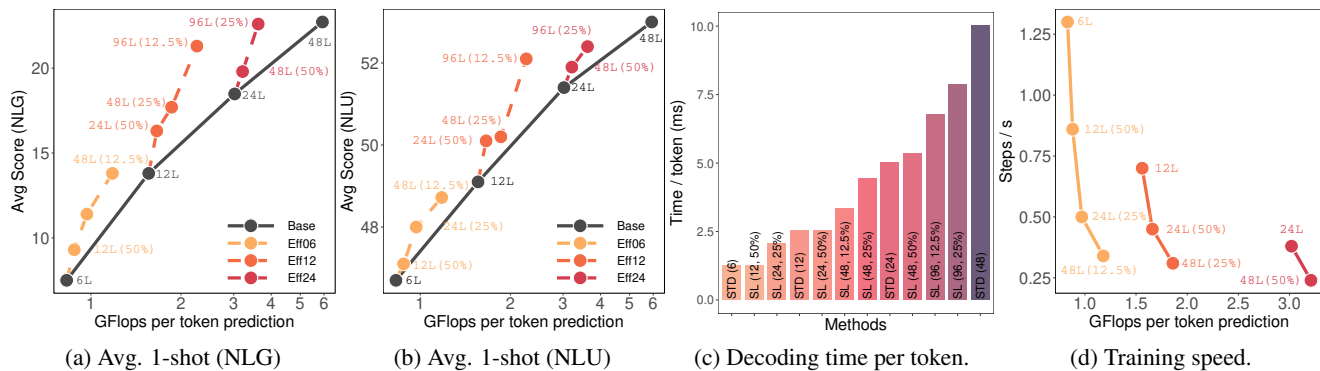 Avg Score (NLG)
20
15
10
96L(25%)
96L(12.5%)
48L
48L(50%)
48L(25%)
24L
24L(50%)
48L(12.5%)
12L
12L(50%)
6L
Base
Eff06
Eff12
Eff24
1 2 3 4 5 6
GFlops per token prediction
(a) Avg. 1-shot (NLG)
Avg Score (NLU)
52
50
48
96L(25%)
48L
96L(12.5%)
48L(50%)
24L
48L(25%)
24L(50%)
48L(12.5%)
12L
24L(25%)
12L(50%)
6L
Base
Eff06
Eff12
Eff24
1 2 3 4 5 6
GFlops per token prediction
(b) Avg. 1-shot (NLU)
Time / token (ms)
10.0
7.5
5.0
2.5
0.0
STD (6)
SL (12, 50%)
SL (24, 25%)
STD (12)
SL (24, 50%)
SL (48, 12.5%)
SL (48, 25%)
STD (24)
SL (48, 50%)
SL (96, 12.5%)
SL (96, 25%)
STD (48)
Methods
(c) Decoding time per token.
Steps / s
1.25
1.00
0.75
0.50
0.25
6L
12L(50%)
12L
24L(25%
24L(50%)
24L
48L(12.5%)
48L(25%)
48L(50%)
1.0 1.5 2.0 2.5 3.0
GFlops per token prediction
(d) Training speed.